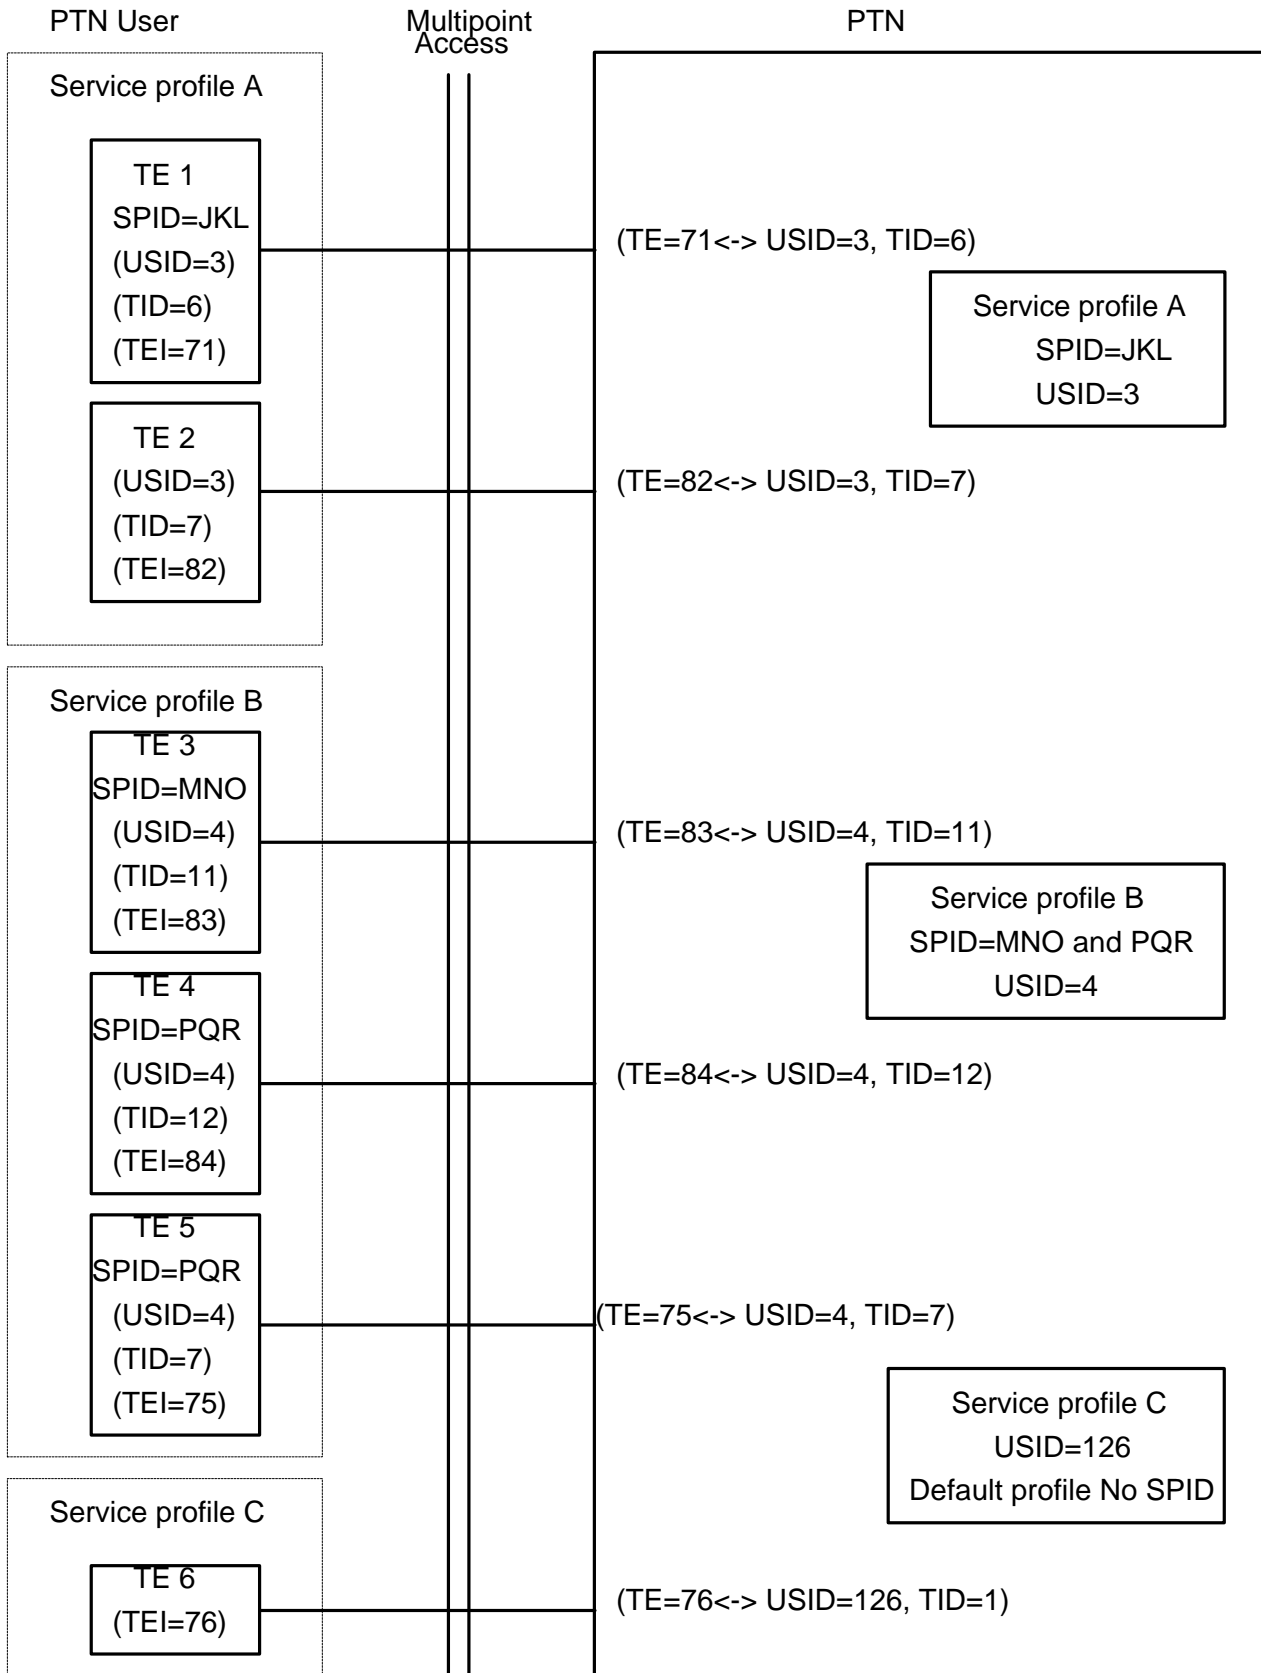 PTN User
Multipoint
Access
PTN
Service profile A
TE 1
SPID=JKL
(USID=3)
(TID=6)
(TEI=71)
(TE=71<-> USID=3, TID=6)
Service profile A
SPID=JKL
USID=3
TE 2
(USID=3)
(TID=7)
(TEI=82)
(TE=82<-> USID=3, TID=7)
Service profile B
TE 3
SPID=MNO
(USID=4)
(TID=11)
(TEI=83)
(TE=83<-> USID=4, TID=11)
Service profile B
SPID=MNO and PQR
USID=4
TE 4
SPID=PQR
(USID=4)
(TID=12)
(TEI=84)
(TE=84<-> USID=4, TID=12)
TE 5
SPID=PQR
(USID=4)
(TID=7)
(TEI=75)
(TE=75<-> USID=4, TID=7)
Service profile C
USID=126
Default profile No SPID
Service profile C
TE 6
(TEI=76)
(TE=76<-> USID=126, TID=1)